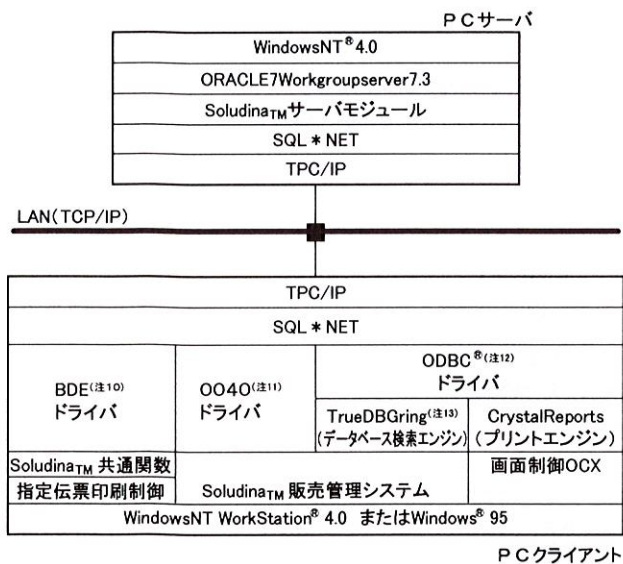 PCサーバ
WindowsNT® 4.0
ORACLE7Workgroupserver7.3
SoludinaTMサーバモジュール
SQL*NET
TPC/IP
LAN(TCP/IP)
TPC/IP
SQL*NET
BDE(注10)
ドライバ
OO4O(注11)
ドライバ
ODBC®(注12)
ドライバ
TrueDBGring(注13)
(データベース検索エンジン)
CrystalReports
(プリントエンジン)
SoludinaTM 共通関数
指定伝票印刷制御
SoludinaTM 販売管理システム
画面制御OCX
WindowsNT WorkStation® 4.0 またはWindows® 95
PCクライアント